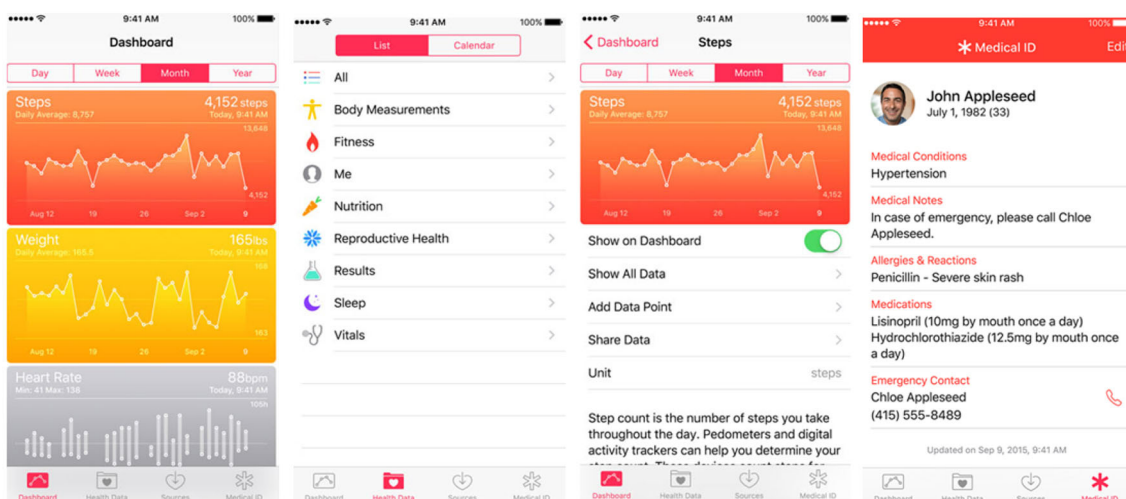 9:41 AM 100%
Dashboard
Day Week Month Year
Steps 4,152 steps
Daily Average: 8,757 Today, 9:41 AM
13,648
4,152
Aug 12 19 26 Sep 2 9
Weight 165lbs
Daily Average: 166.5 Today, 9:41 AM
168
163
Aug 12 19 26 Sep 2 9
Heart Rate 88bpm
Min: 41 Max: 138 Today, 9:41 AM
Dashboard Health Data Sources Medical ID
9:41 AM 100%
List Calendar
All
Body Measurements
Fitness
Me
Nutrition
Reproductive Health
Results
Sleep
Vitals
Dashboard Health Data Sources Medical ID
9:41 AM 100%
Dashboard Steps
Day Week Month Year
Steps 4,152 steps
Daily Average: 8,757 Today, 9:41 AM
13,648
4,152
Aug 12 19 26 Sep 2 9
Show on Dashboard
Show All Data
Add Data Point
Share Data
Unit steps
Step count is the number of steps you take
throughout the day. Pedometers and digital
activity trackers can help you determine your
step count. These devices count steps for
Dashboard Health Data Sources Medical ID
9:41 AM 100%
Medical ID Edit
John Appleseed
July 1, 1982 (33)
Medical Conditions
Hypertension
Medical Notes
In case of emergency, please call Chloe
Appleseed.
Allergies & Reactions
Penicillin - Severe skin rash
Medications
Lisinopril (10mg by mouth once a day)
Hydrochlorothiazide (12.5mg by mouth once
a day)
Emergency Contact
Chloe Appleseed
(415) 555-8489
Updated on Sep 9, 2015, 9:41 AM
Dashboard Health Data Sources Medical ID